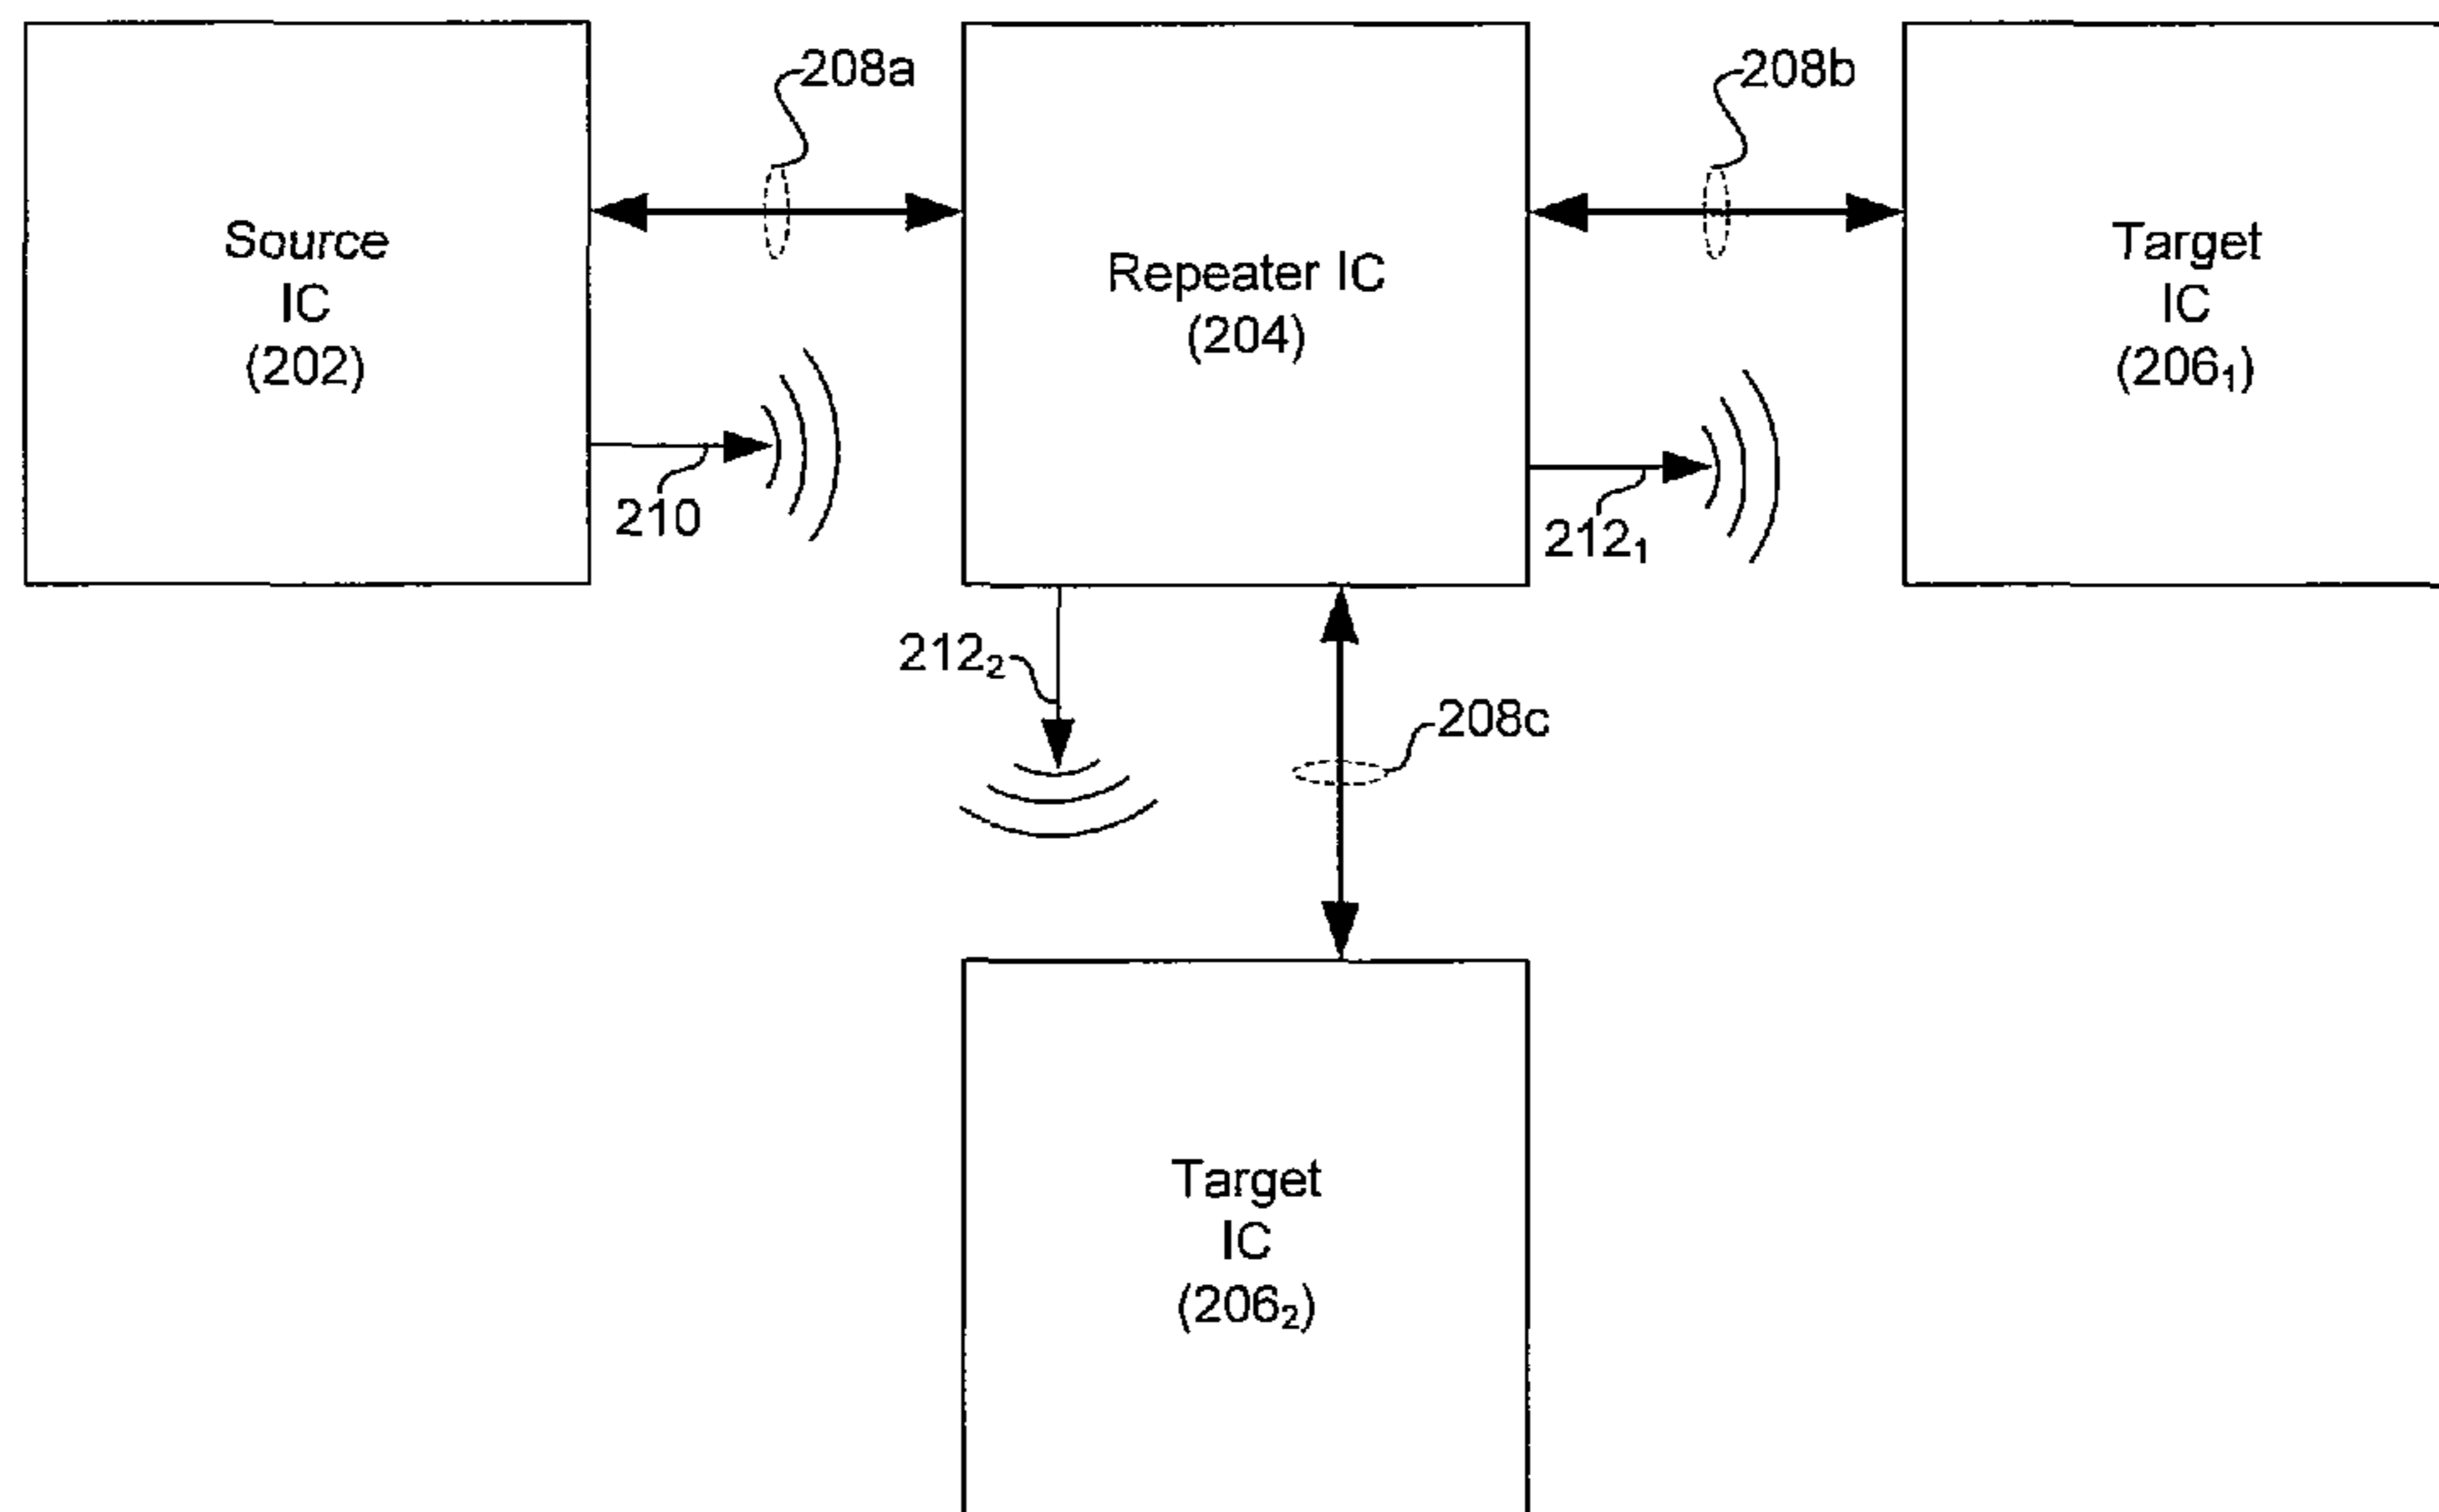 208a
208b
Source
IC
(202)
Repeater IC
(204)
Target
IC
(206₁)
210
212₁
212₂
208c
Target
IC
(206₂)